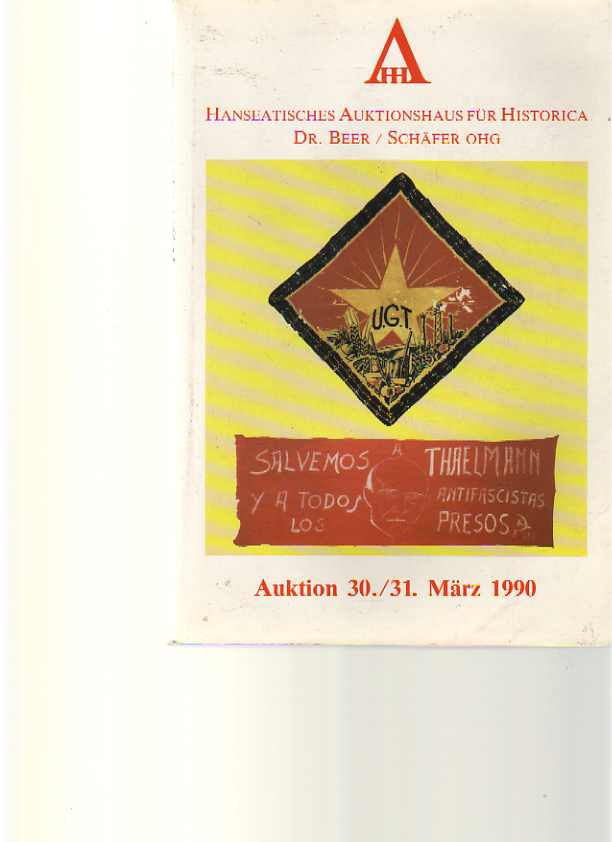 AHH
HANSEATISCHES AUKTIONSHAUS FÜR HISTORICA
DR. BEER / SCHÄFER OHG
U.G.T.
SALVEMOS A THAELMANN
Y A TODOS ANTIFASCISTAS
LOS PRESOS
Auktion 30./31. März 1990